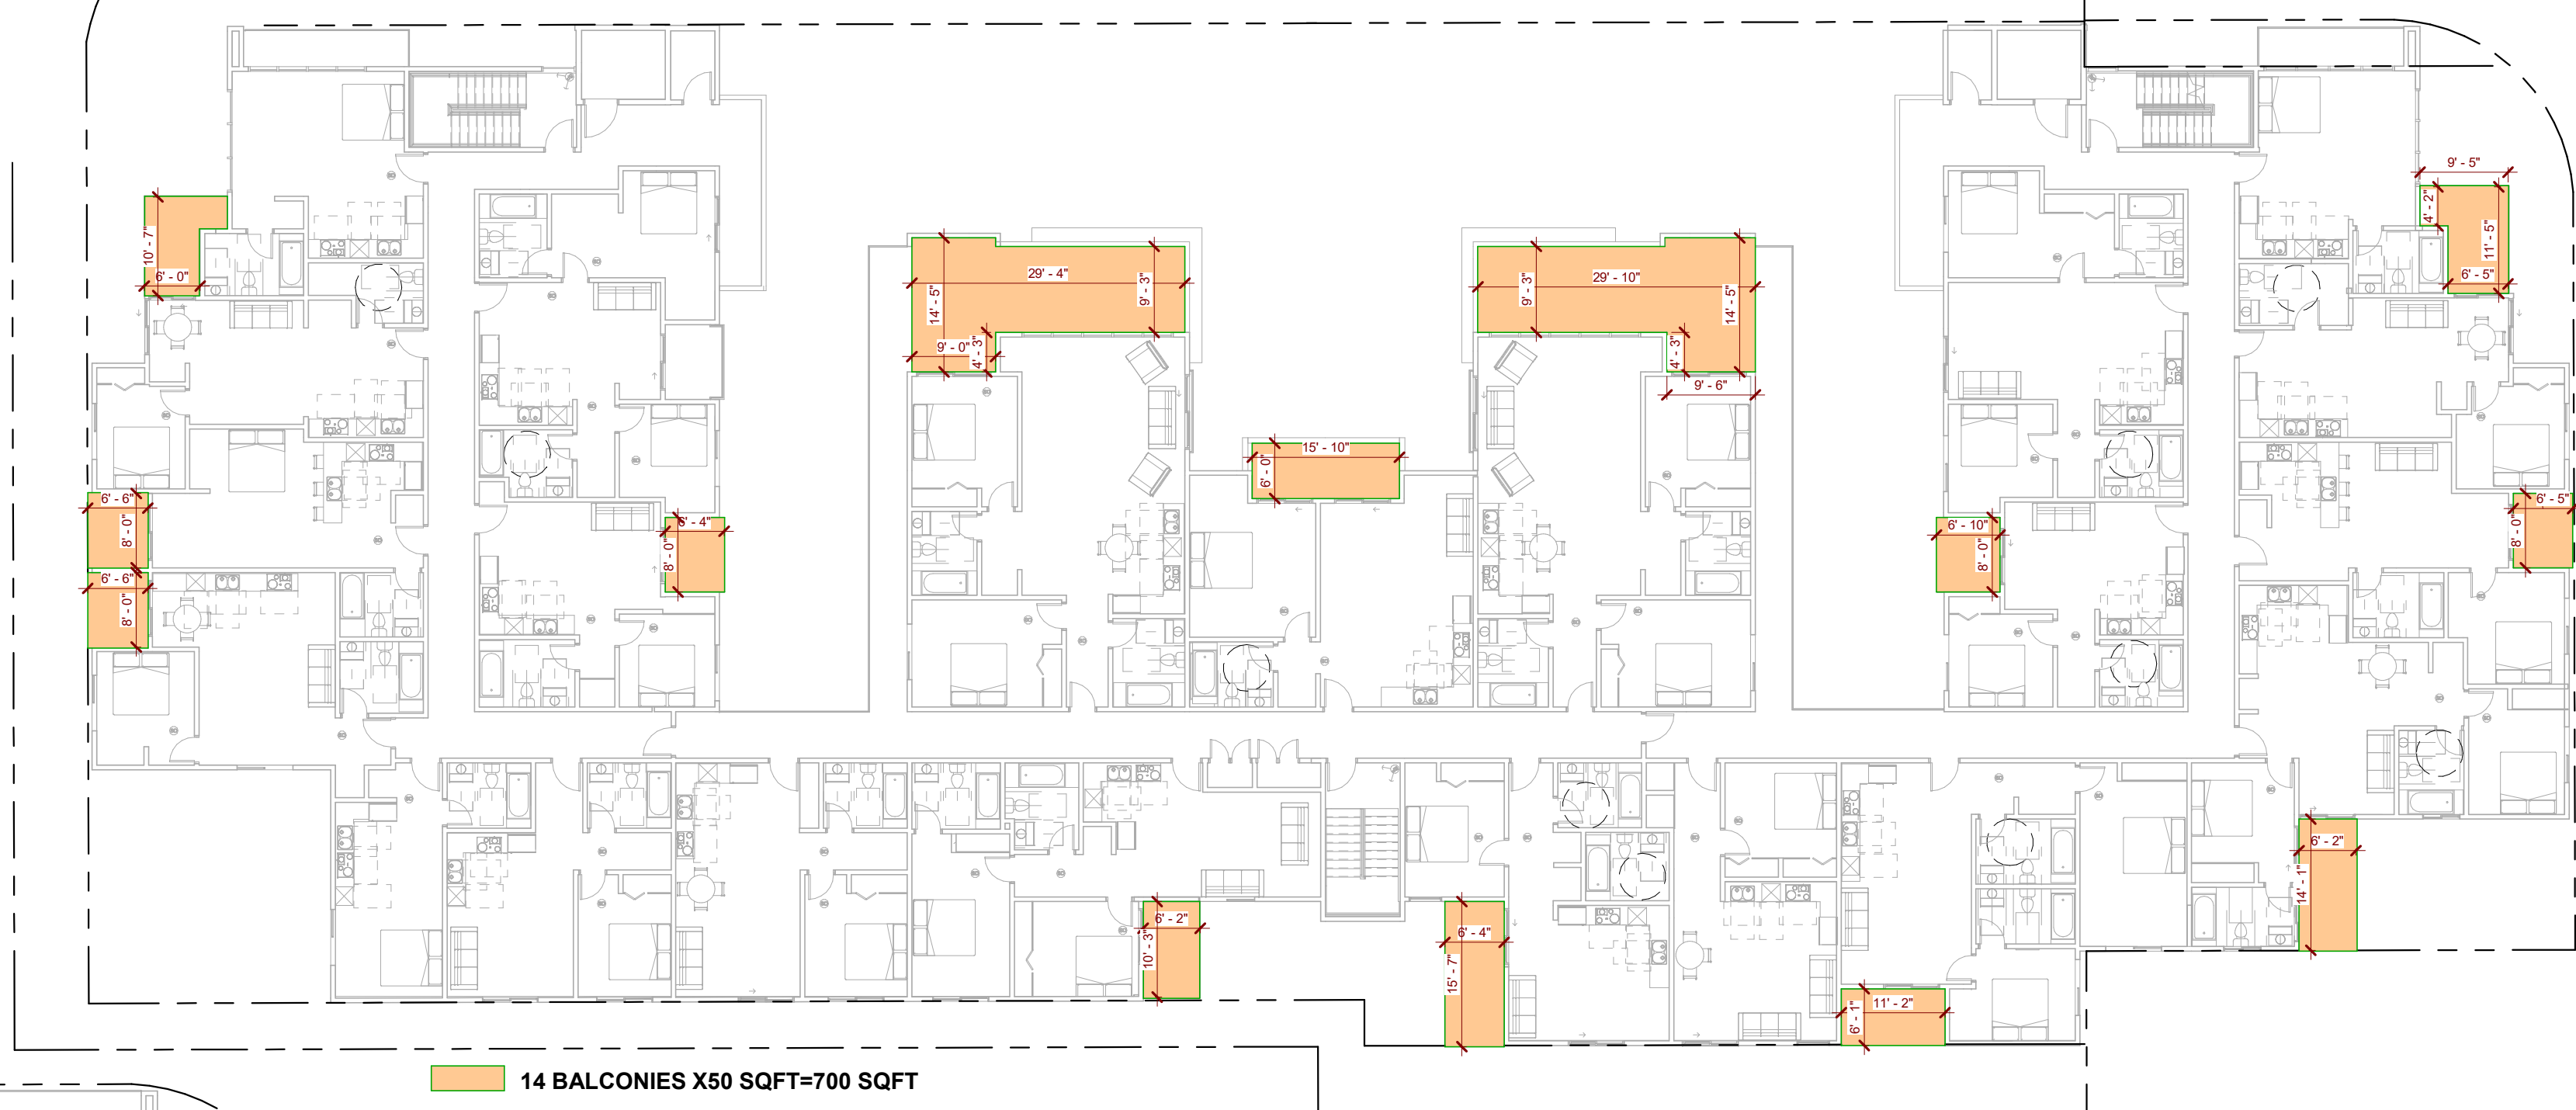 9' - 5"
4' - 2"
11' - 5"
6' - 5"
10' - 7"
6' - 0"
29' - 4"
14' - 5"
9' - 3"
9' - 0"
4' - 3"
29' - 10"
9' - 3"
14' - 5"
4' - 3"
9' - 6"
15' - 10"
6' - 0"
6' - 6"
8' - 0"
6' - 6"
8' - 0"
6' - 4"
8' - 0"
6' - 10"
8' - 0"
6' - 5"
8' - 0"
6' - 2"
14' - 1"
6' - 2"
10' - 3"
6' - 4"
15' - 7"
11' - 2"
6' - 1"
14 BALCONIES X50 SQFT=700 SQFT